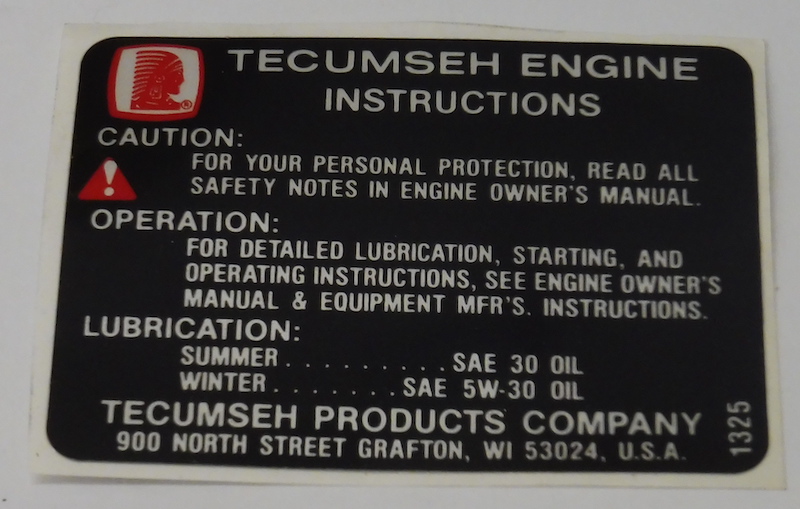 TECUMSEH ENGINE
INSTRUCTIONS
®
CAUTION:
FOR YOUR PERSONAL PROTECTION, READ ALL
SAFETY NOTES IN ENGINE OWNER'S MANUAL.
!
OPERATION:
FOR DETAILED LUBRICATION, STARTING, AND
OPERATING INSTRUCTIONS, SEE ENGINE OWNER'S
MANUAL & EQUIPMENT MFR'S. INSTRUCTIONS.
LUBRICATION:
SUMMER . . . . . . . . . . SAE 30 OIL
WINTER . . . . . . . SAE 5W-30 OIL
TECUMSEH PRODUCTS COMPANY
900 NORTH STREET GRAFTON, WI 53024, U.S.A.
1325